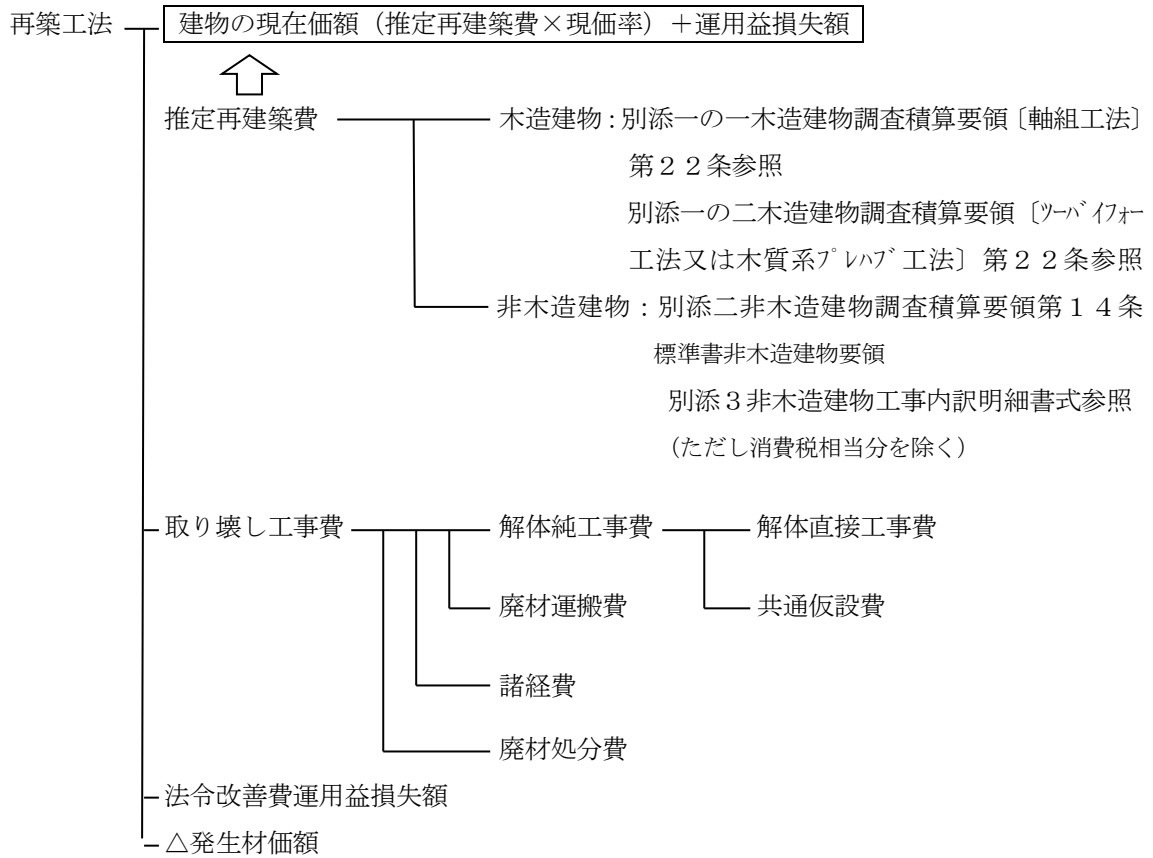 再築工法
建物の現在価額（推定再建築費×現価率）＋運用益損失額
推定再建築費
木造建物：別添一の一木造建物調査積算要領〔軸組工法〕
第２２条参照
別添一の二木造建物調査積算要領〔ﾂｰﾊﾞｲﾌｫｰ
工法又は木質系ﾌﾟﾚﾊﾌﾞ工法〕第２２条参照
非木造建物：別添二非木造建物調査積算要領第１４条
標準書非木造建物要領
別添３非木造建物工事内訳明細書式参照
（ただし消費税相当分を除く）
取り壊し工事費
解体純工事費
解体直接工事費
廃材運搬費
共通仮設費
諸経費
廃材処分費
法令改善費運用益損失額
△発生材価額